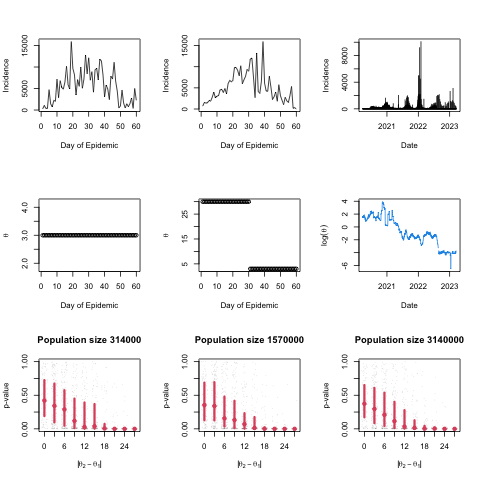 Incidence
15000
5000
0
0 10 20 30 40 50 60
Day of Epidemic
Incidence
15000
5000
0
0 10 20 30 40 50 60
Day of Epidemic
Incidence
8000
4000
0
2021 2022 2023
Date
θ
4.0
3.0
2.0
0 10 20 30 40 50 60
Day of Epidemic
θ
25
15
5
0 10 20 30 40 50 60
Day of Epidemic
log(θ)
4
2
0
-2
-6
2021 2022 2023
Date
Population size 314000
p-value
1.00
0.50
0.00
0 6 12 18 24
|θ2 − θ1|
Population size 1570000
p-value
1.00
0.50
0.00
0 6 12 18 24
|θ2 − θ1|
Population size 3140000
p-value
1.00
0.50
0.00
0 6 12 18 24
|θ2 − θ1|